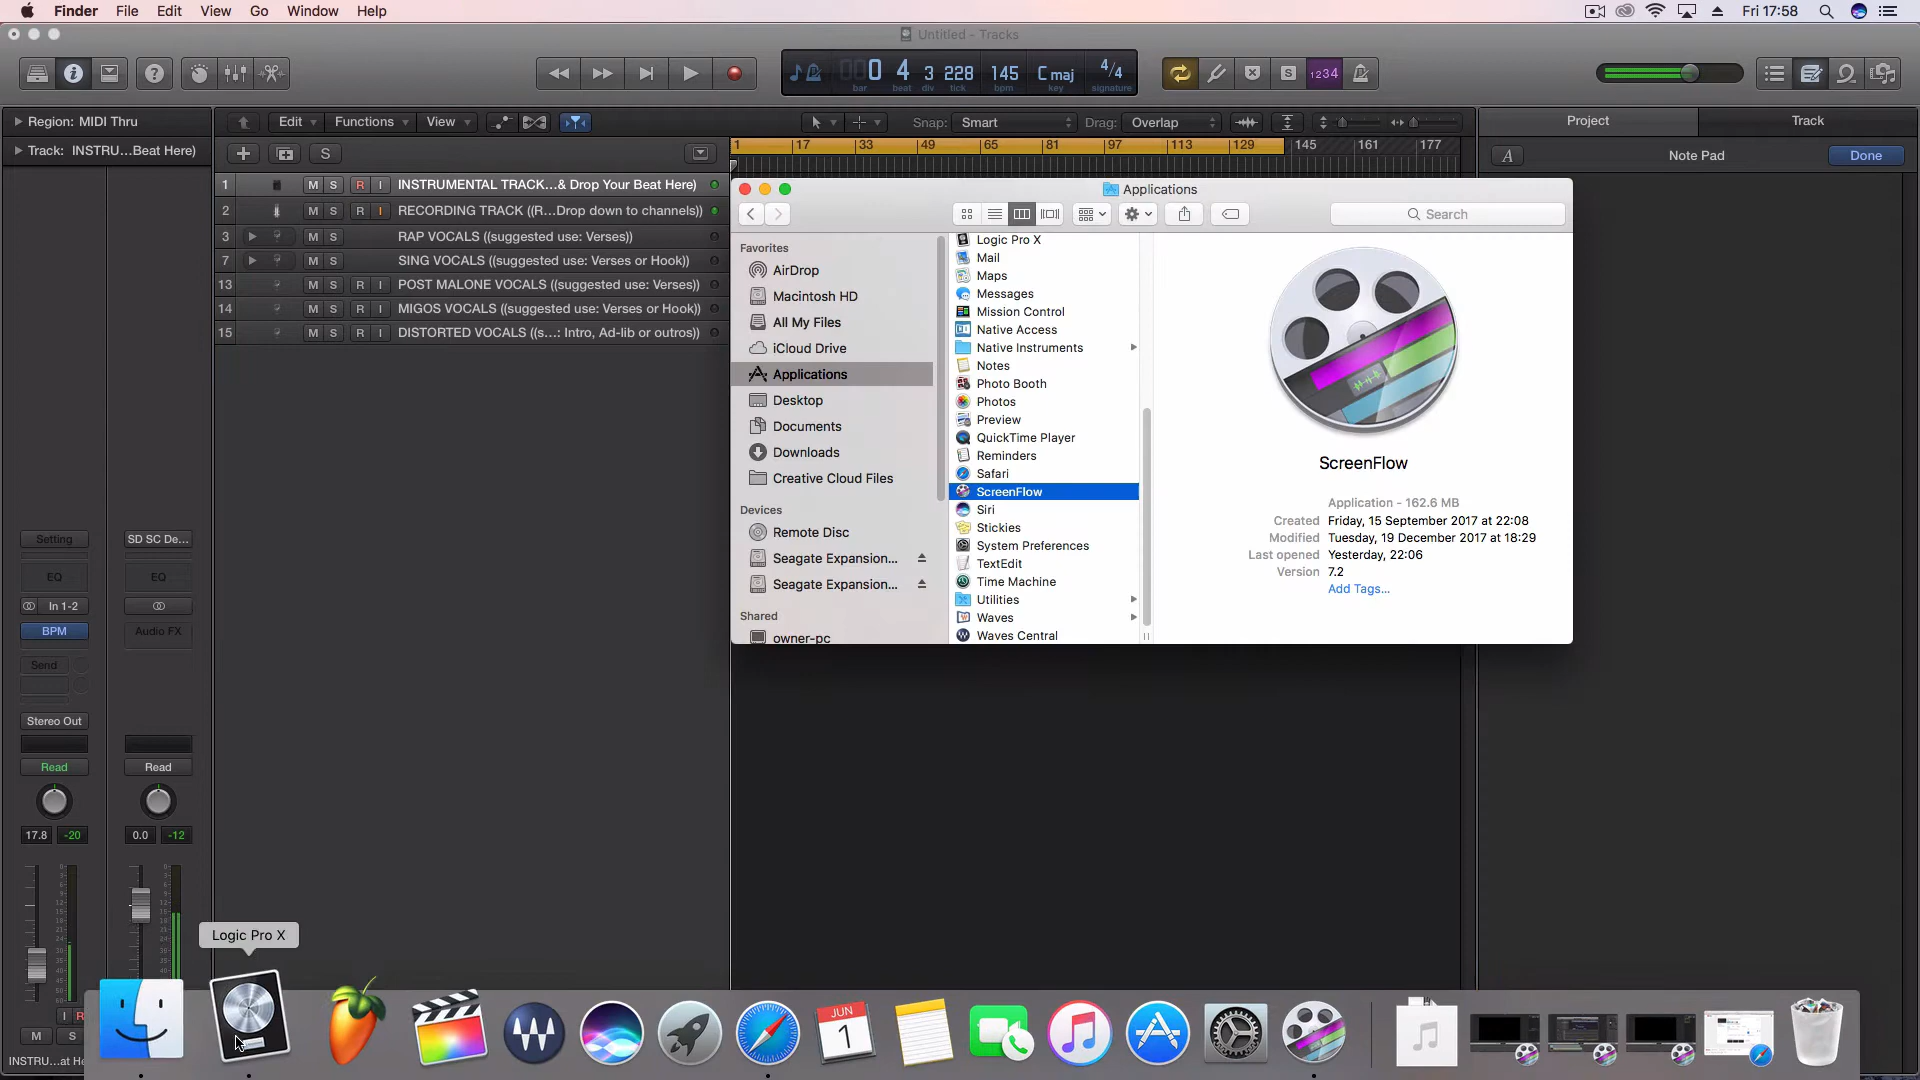 Finder File Edit View Go Window Help Fri 17:58
Untitled - Tracks
0 4 3 228 145 C maj 4/4
bar beat div tick bpm key signature
S 1234
Region: MIDI Thru
Edit Functions View Snap: Smart Drag: Overlap
Project Track
Track: INSTRU...Beat Here)
S
1 17 33 49 65 81 97 113 129 145 161 177
A Note Pad Done
1 M S R I INSTRUMENTAL TRACK...& Drop Your Beat Here)
2 M S R I RECORDING TRACK ((R...Drop down to channels))
3 M S RAP VOCALS ((suggested use: Verses))
7 M S SING VOCALS ((suggested use: Verses or Hook))
13 M S R I POST MALONE VOCALS ((suggested use: Verses))
14 M S R I MIGOS VOCALS ((suggested use: Verses or Hook))
15 M S R I DISTORTED VOCALS ((s...: Intro, Ad-lib or outros))
Applications
Search
Favorites
AirDrop
Macintosh HD
All My Files
iCloud Drive
Applications
Desktop
Documents
Downloads
Creative Cloud Files
Devices
Remote Disc
Seagate Expansion...
Seagate Expansion...
Shared
owner-pc
Logic Pro X
Mail
Maps
Messages
Mission Control
Native Access
Native Instruments
Notes
Photo Booth
Photos
Preview
QuickTime Player
Reminders
Safari
ScreenFlow
Siri
Stickies
System Preferences
TextEdit
Time Machine
Utilities
Waves
Waves Central
ScreenFlow
Application - 162.6 MB
Created Friday, 15 September 2017 at 22:08
Modified Tuesday, 19 December 2017 at 18:29
Last opened Yesterday, 22:06
Version 7.2
Add Tags...
Setting SD SC De...
EQ EQ
In 1-2
BPM Audio FX
Send
Stereo Out
Read Read
17.8 -20 0.0 -12
Logic Pro X
I R
M S
INSTRU...at He
JUN
1